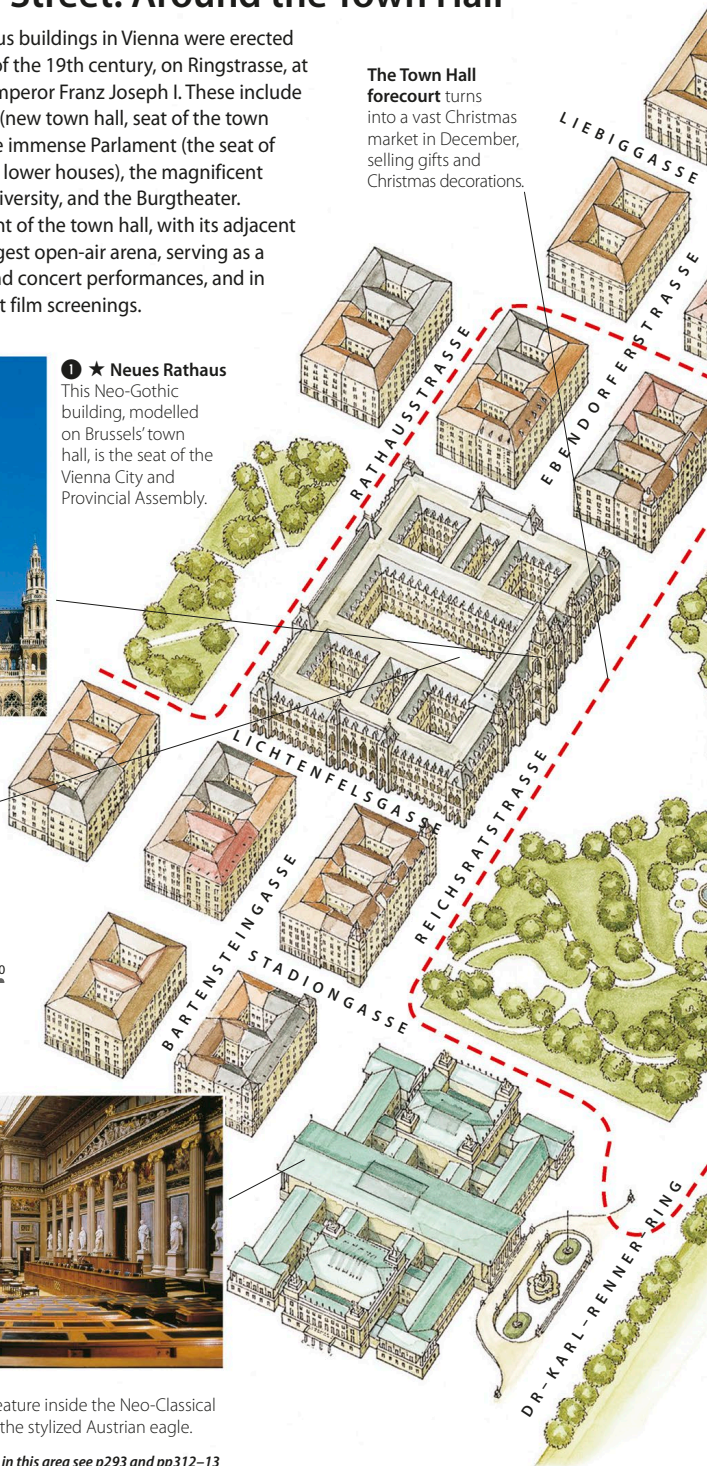 Street: Around the Town Hall
us buildings in Vienna were erected
of the 19th century, on Ringstrasse, at
mperor Franz Joseph I. These include
(new town hall, seat of the town
e immense Parlament (the seat of
lower houses), the magnificent
iversity, and the Burgtheater.
nt of the town hall, with its adjacent
gest open-air arena, serving as a
nd concert performances, and in
t film screenings.
The Town Hall
forecourt turns
into a vast Christmas
market in December,
selling gifts and
Christmas decorations.
1 ★ Neues Rathaus
This Neo-Gothic
building, modelled
on Brussels' town
hall, is the seat of the
Vienna City and
Provincial Assembly.
LIEBIGGASSE
EBENDORFERSTRASSE
RATHAUSSTRASSE
LICHTENFELSGASSE
REICHSRATSTRASSE
BARTENSTEINGASSE
STADIONGASSE
0
DR-KARL-RENNER-RING
eature inside the Neo-Classical
the stylized Austrian eagle.
in this area see p293 and pp312–13